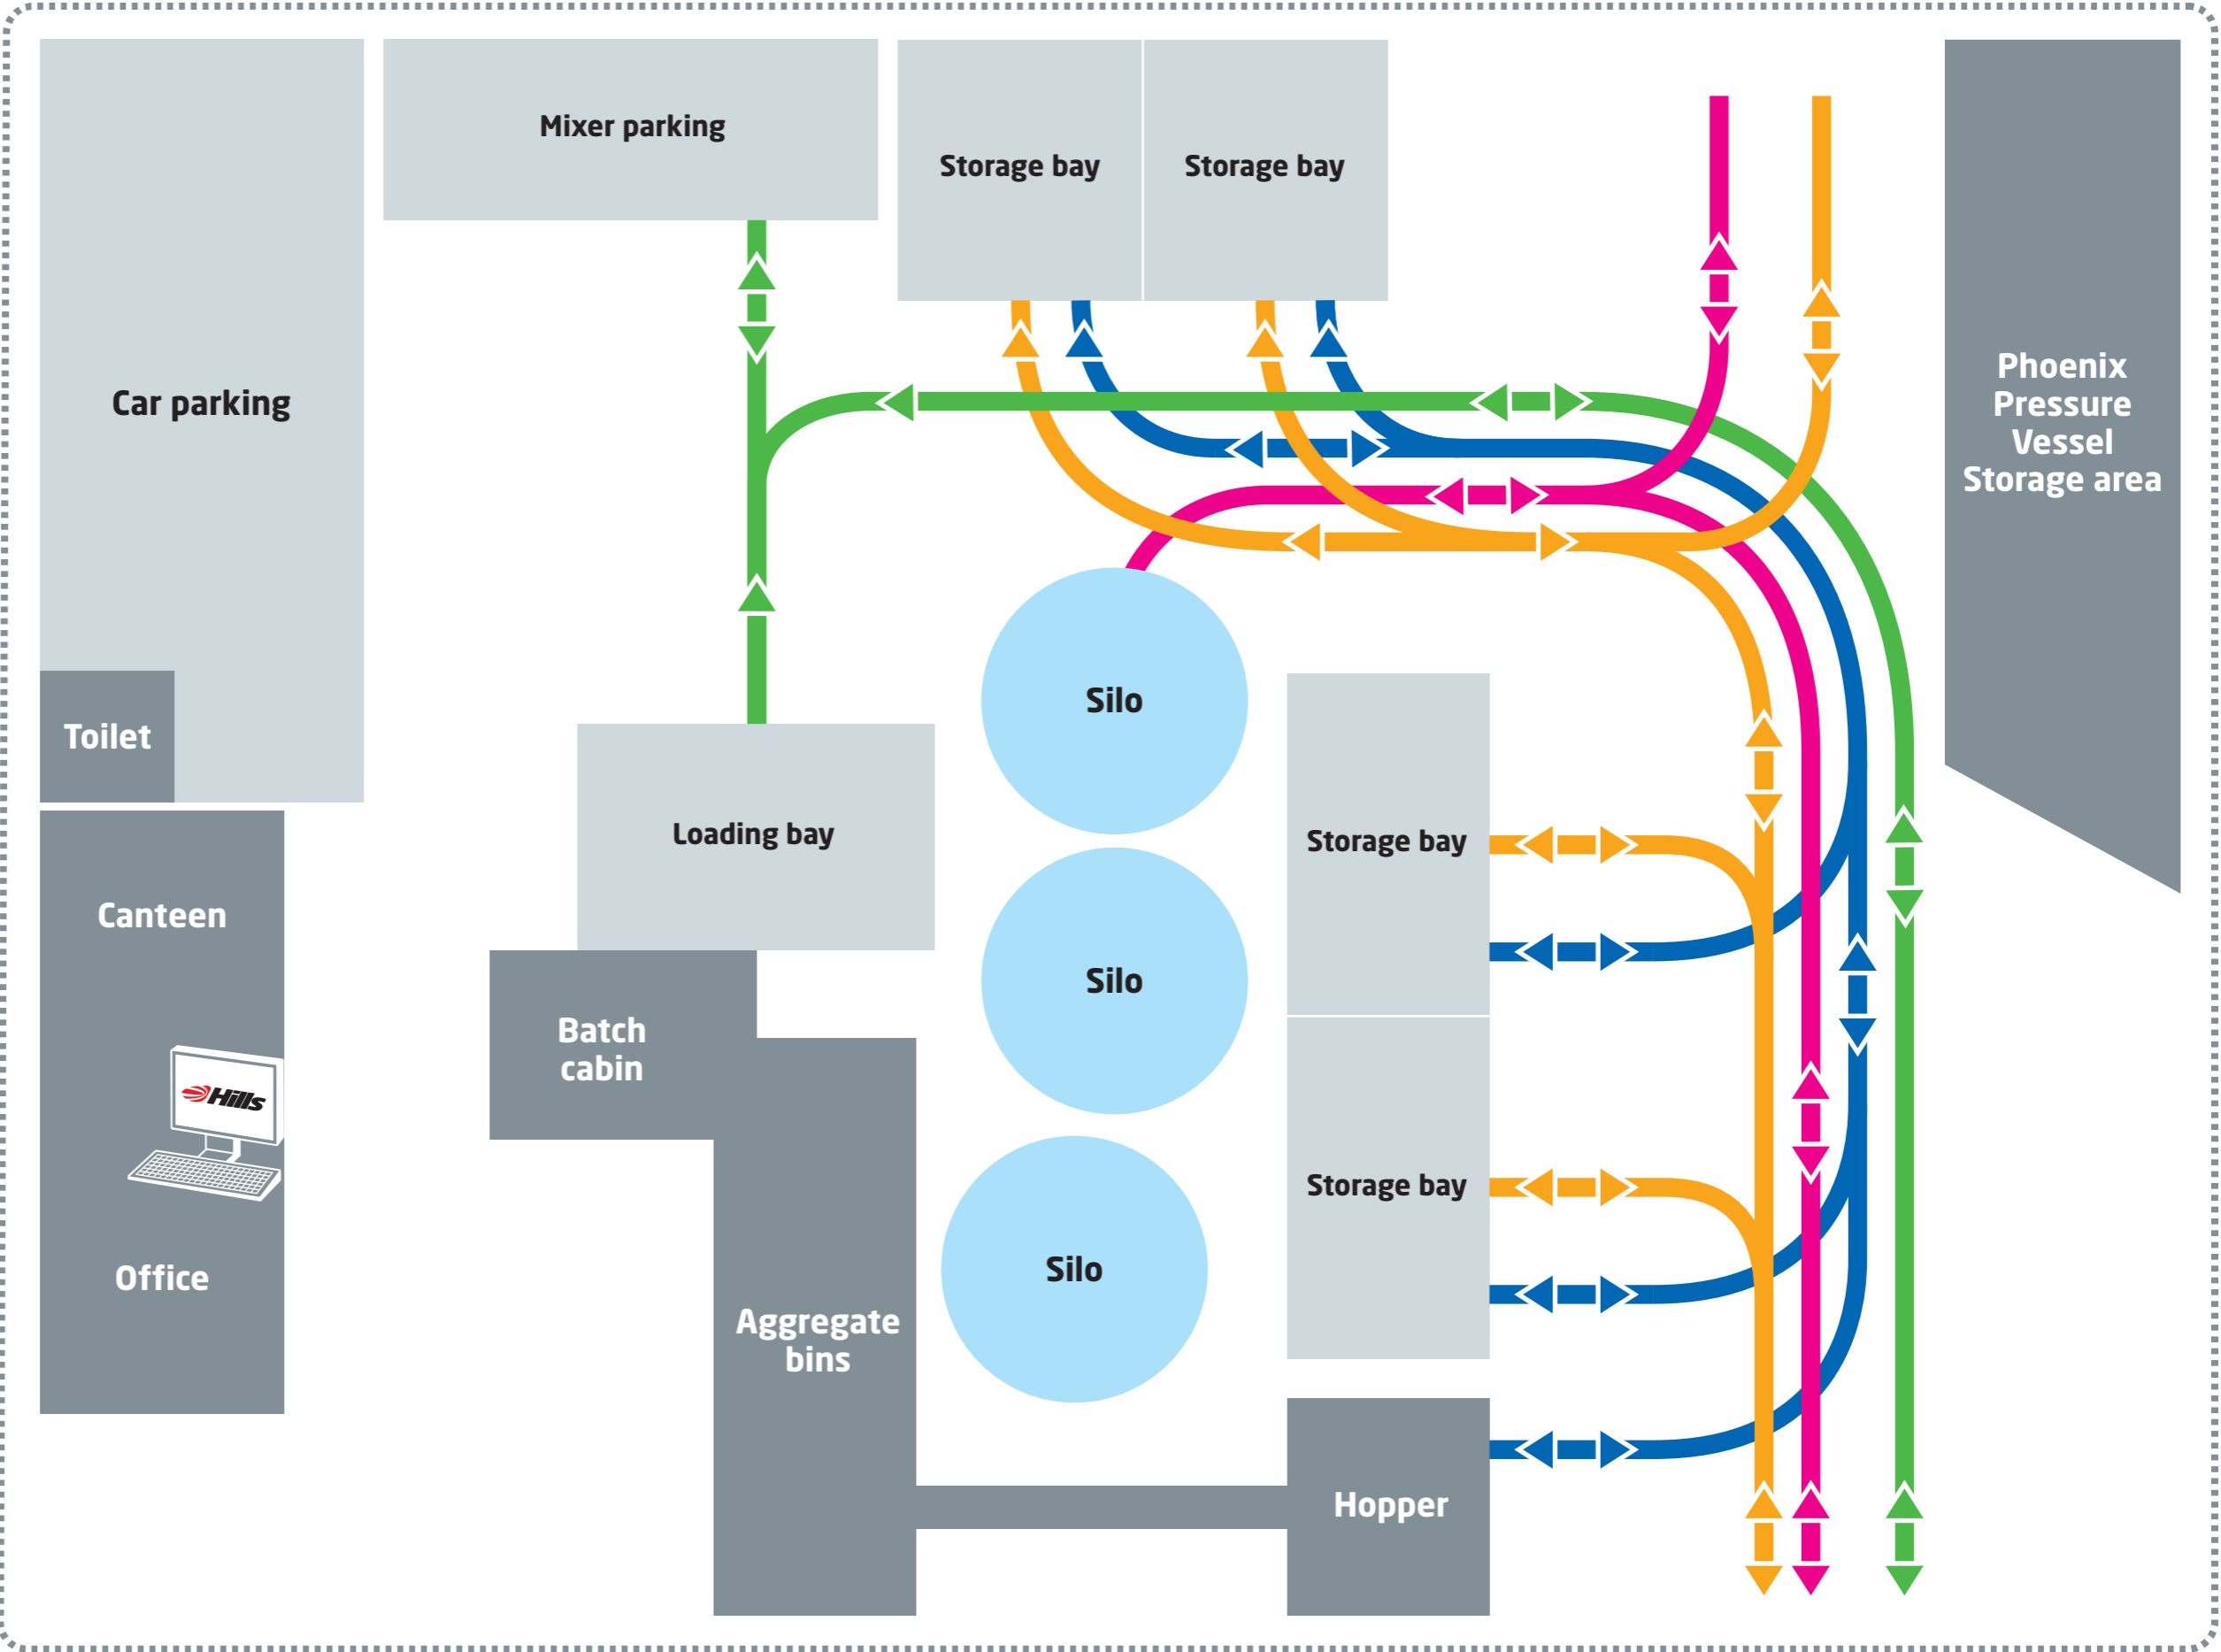 Mixer parking
Storage bay
Storage bay
Car parking
Phoenix
Pressure
Vessel
Storage area
Toilet
Silo
Loading bay
Storage bay
Canteen
Silo
Batch
cabin
Hills
Storage bay
Office
Silo
Aggregate
bins
Hopper